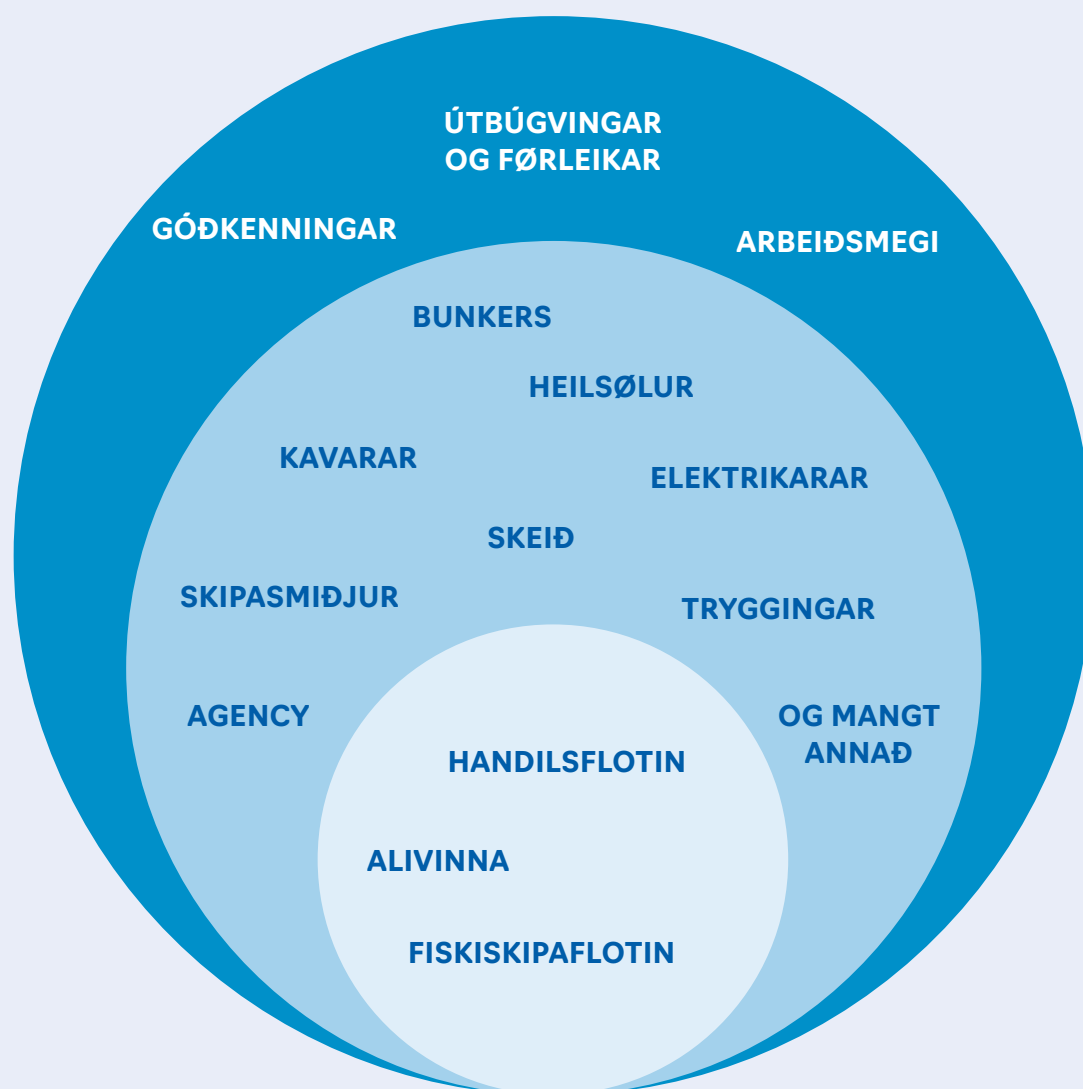 ÚTBÚGVINGAR
OG FØRLEIKAR
GÓÐKENNINGAR
ARBEIÐSMEGI
BUNKERS
HEILSØLUR
KAVARAR
ELEKTRIKARAR
SKEIÐ
SKIPASMIÐJUR
TRYGGINGAR
AGENCY
OG MANGT
ANNAÐ
HANDILSFLOTIN
ALIVINNA
FISKISKIPAFLOTIN